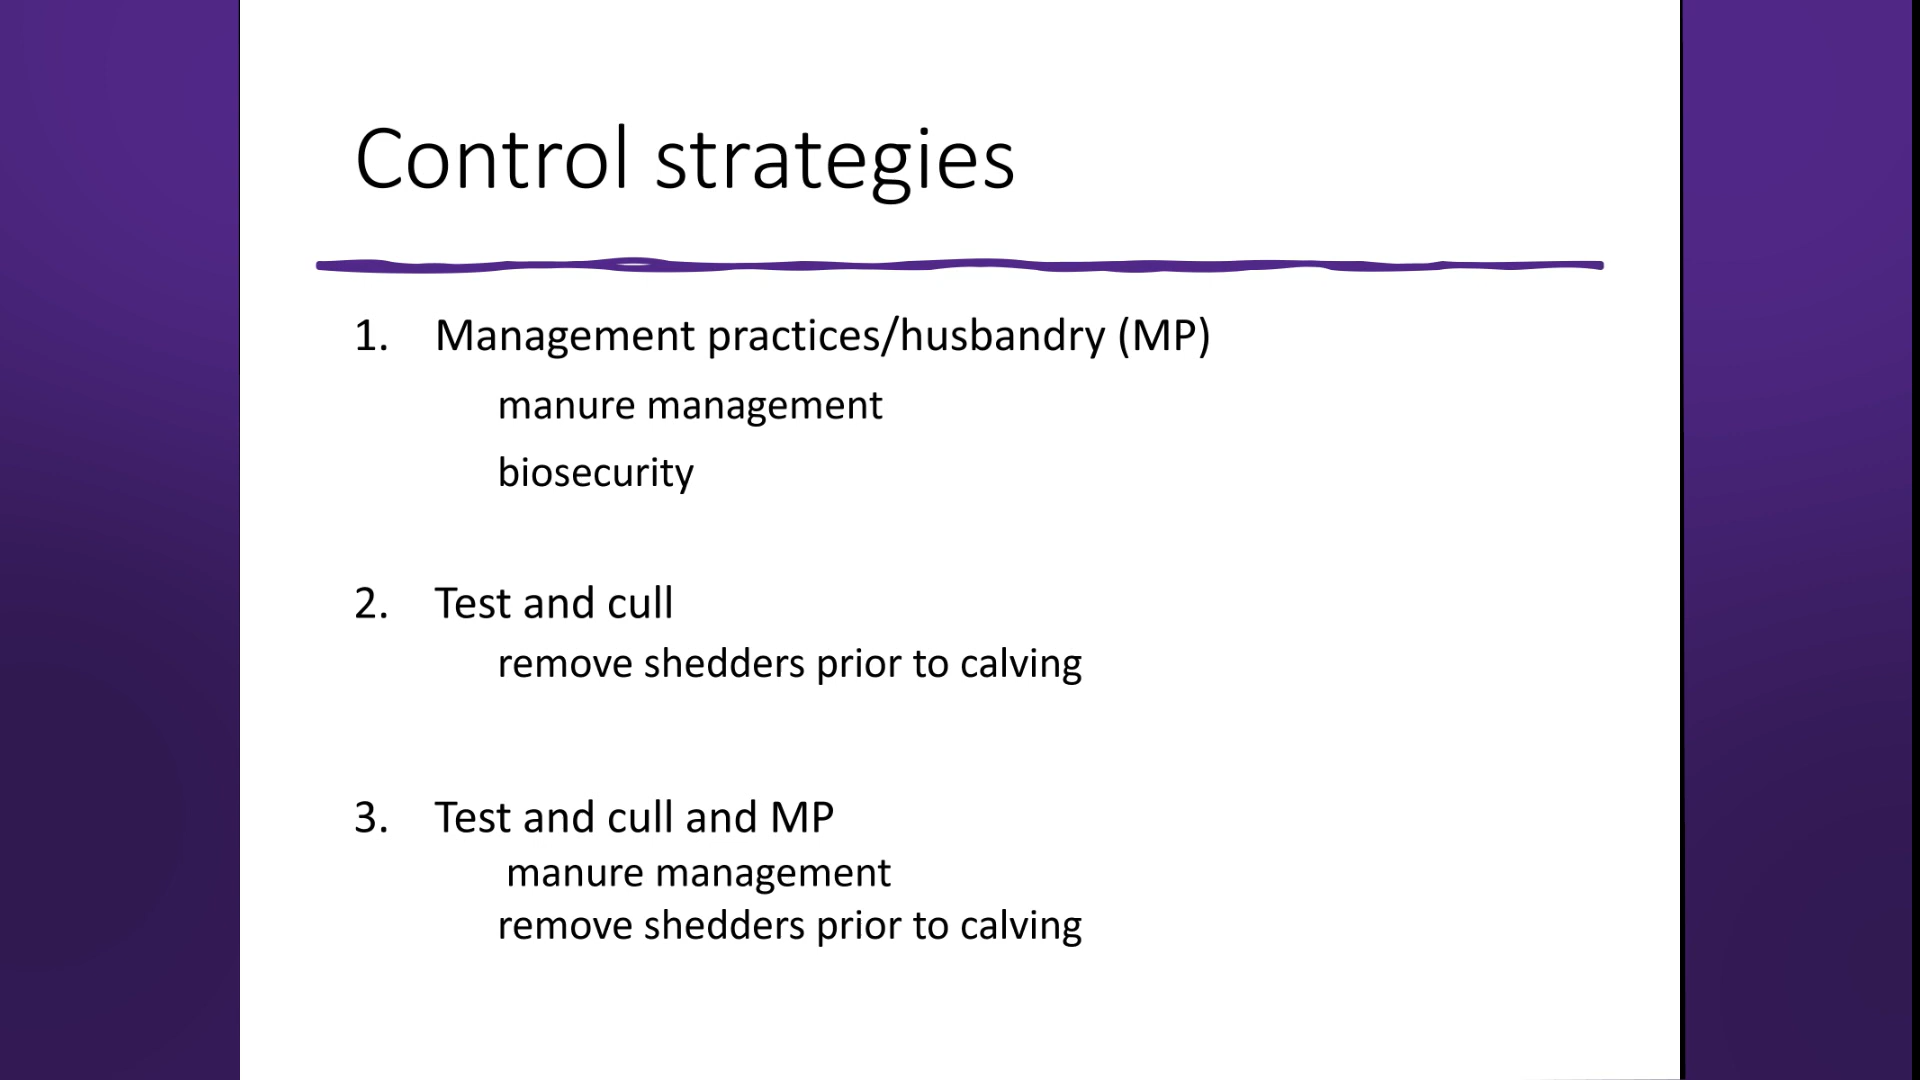 Control strategies
1. Management practices/husbandry (MP)
manure management
biosecurity
2. Test and cull
remove shedders prior to calving
3. Test and cull and MP
manure management
remove shedders prior to calving